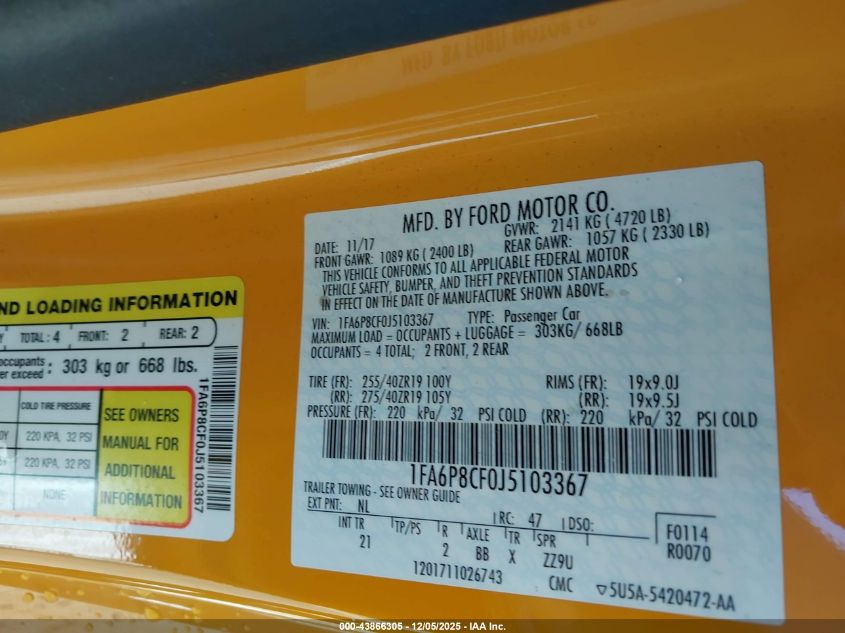 MFD. BY FORD MOTOR CO.
DATE: 11/17
GVWR: 2141 KG ( 4720 LB)
FRONT GAWR: 1089 KG ( 2400 LB)
REAR GAWR: 1057 KG ( 2330 LB)
THIS VEHICLE CONFORMS TO ALL APPLICABLE FEDERAL MOTOR
VEHICLE SAFETY, BUMPER, AND THEFT PREVENTION STANDARDS
IN EFFECT ON THE DATE OF MANUFACTURE SHOWN ABOVE.
VIN: 1FA6P8CF0J5103367 TYPE: Passenger Car
MAXIMUM LOAD = OCCUPANTS + LUGGAGE = 303KG/ 668LB
OCCUPANTS = 4 TOTAL; 2 FRONT, 2 REAR
TIRE (FR): 255/40ZR19 100Y RIMS (FR): 19x9.0J
(RR): 275/40ZR19 105Y (RR): 19x9.5J
PRESSURE (FR): 220 kPa/ 32 PSI COLD (RR): 220 kPa/ 32 PSI COLD
1FA6P8CF0J5103367
TRAILER TOWING - SEE OWNER GUIDE
EXT PNT: NL RC: 47 DSO:
F0114
R0070
INT TR TP/PS R AXLE TR SPR
21 2 BB X ZZ9U
1201711026743 CMC 5U5A-5420472-AA
ND LOADING INFORMATION
TOTAL : 4 FRONT: 2 REAR: 2
occupants
er exceed : 303 kg or 668 lbs.
COLD TIRE PRESSURE
220 KPA, 32 PSI
220 KPA, 32 PSI
NONE
SEE OWNERS
MANUAL FOR
ADDITIONAL
INFORMATION
1FA6P8CF0J5103367
000-43866305 - 12/05/2025 - IAA Inc.